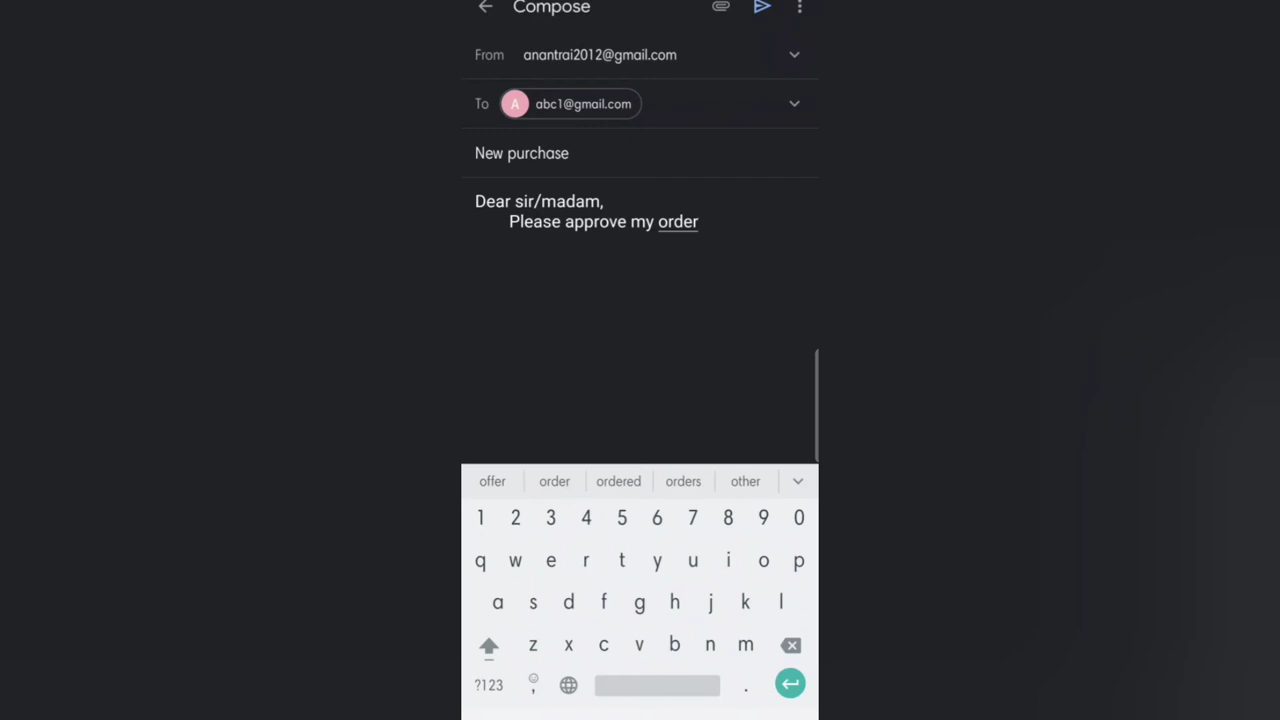 Compose
From anantrai2012@gmail.com
To A abc1@gmail.com
New purchase
Dear sir/madam,
Please approve my order
offer order ordered orders other
1 2 3 4 5 6 7 8 9 0
q w e r t y u i o p
a s d f g h j k l
z x c v b n m
?123 , .